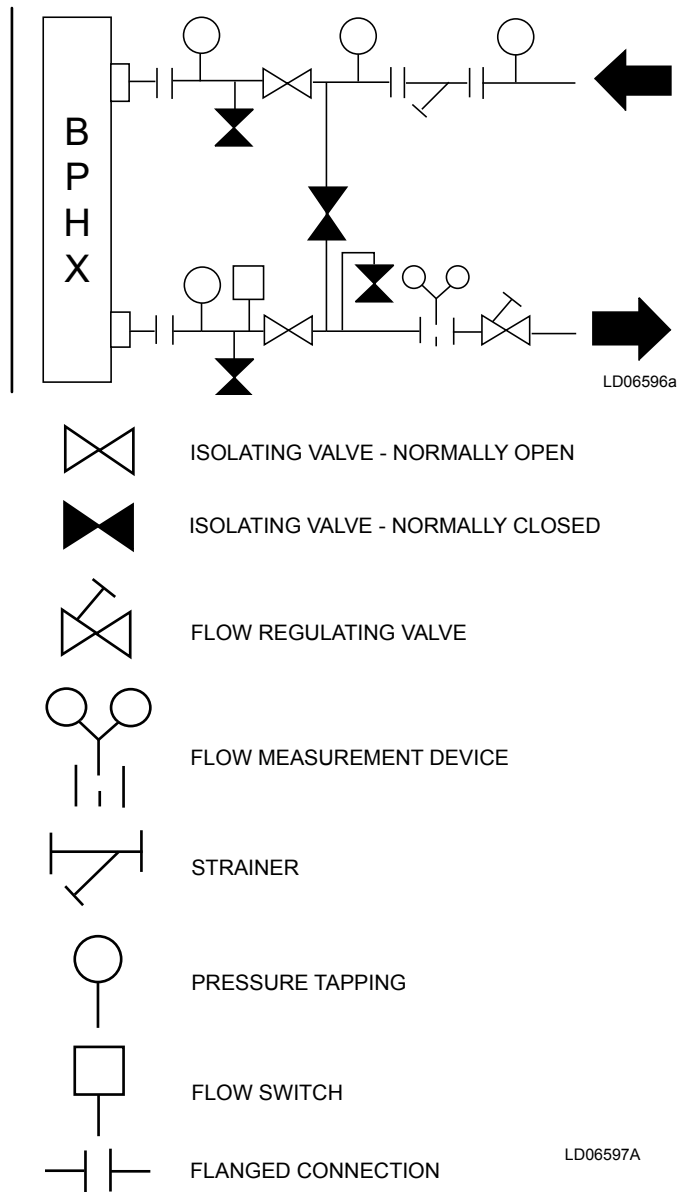 B
P
H
X
LD06596a
ISOLATING VALVE - NORMALLY OPEN
ISOLATING VALVE - NORMALLY CLOSED
FLOW REGULATING VALVE
FLOW MEASUREMENT DEVICE
STRAINER
PRESSURE TAPPING
FLOW SWITCH
LD06597A
FLANGED CONNECTION